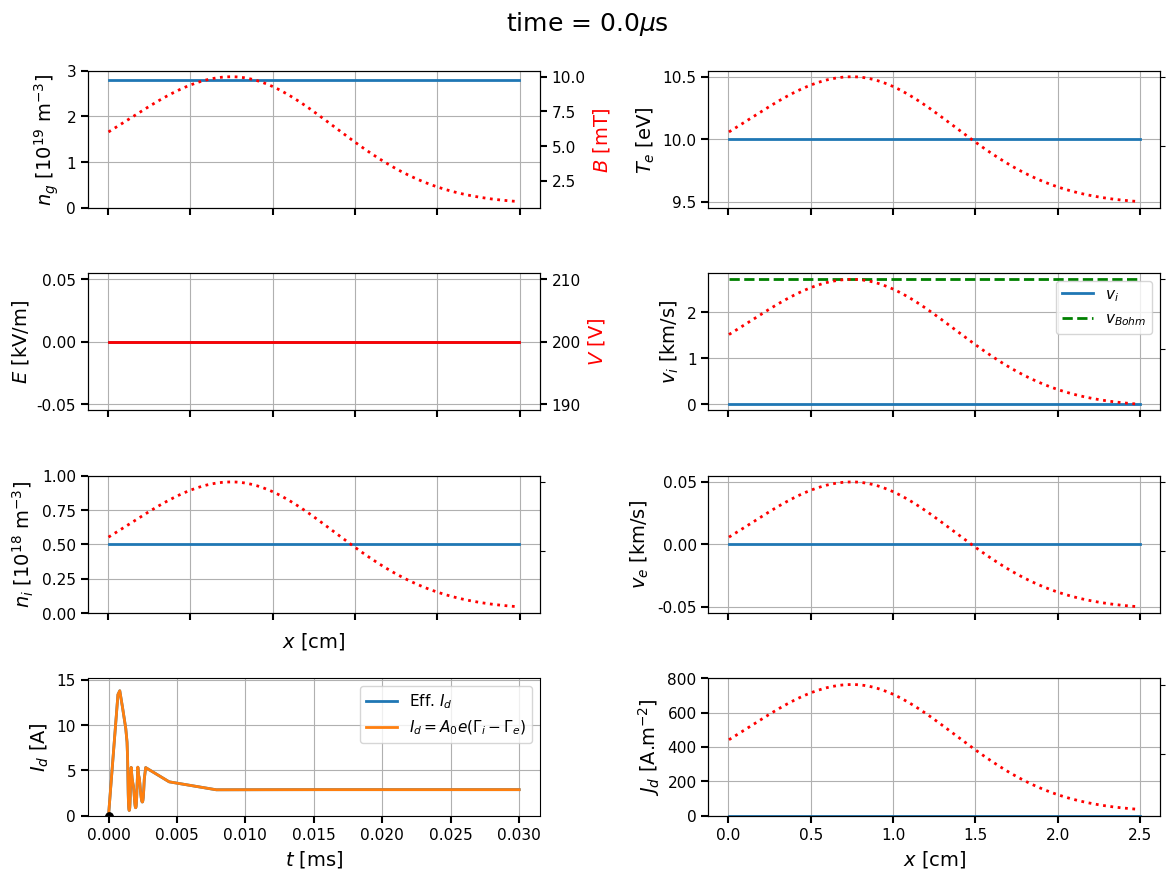 time = 0.0μs
n_g [10^19 m^−3]
3
2
1
0
10.0
7.5
5.0
2.5
B [mT]
T_e [eV]
10.5
10.0
9.5
E [kV/m]
0.05
0.00
-0.05
210
200
190
V [V]
v_i [km/s]
2
1
0
v_i
v_Bohm
n_i [10^18 m^−3]
1.00
0.75
0.50
0.25
0.00
x [cm]
v_e [km/s]
0.05
0.00
-0.05
I_d [A]
15
10
5
0
Eff. I_d
I_d = A_0e(Γ_i − Γ_e)
0.000 0.005 0.010 0.015 0.020 0.025 0.030
t [ms]
J_d [A.m^−2]
800
600
400
200
0
0.0 0.5 1.0 1.5 2.0 2.5
x [cm]